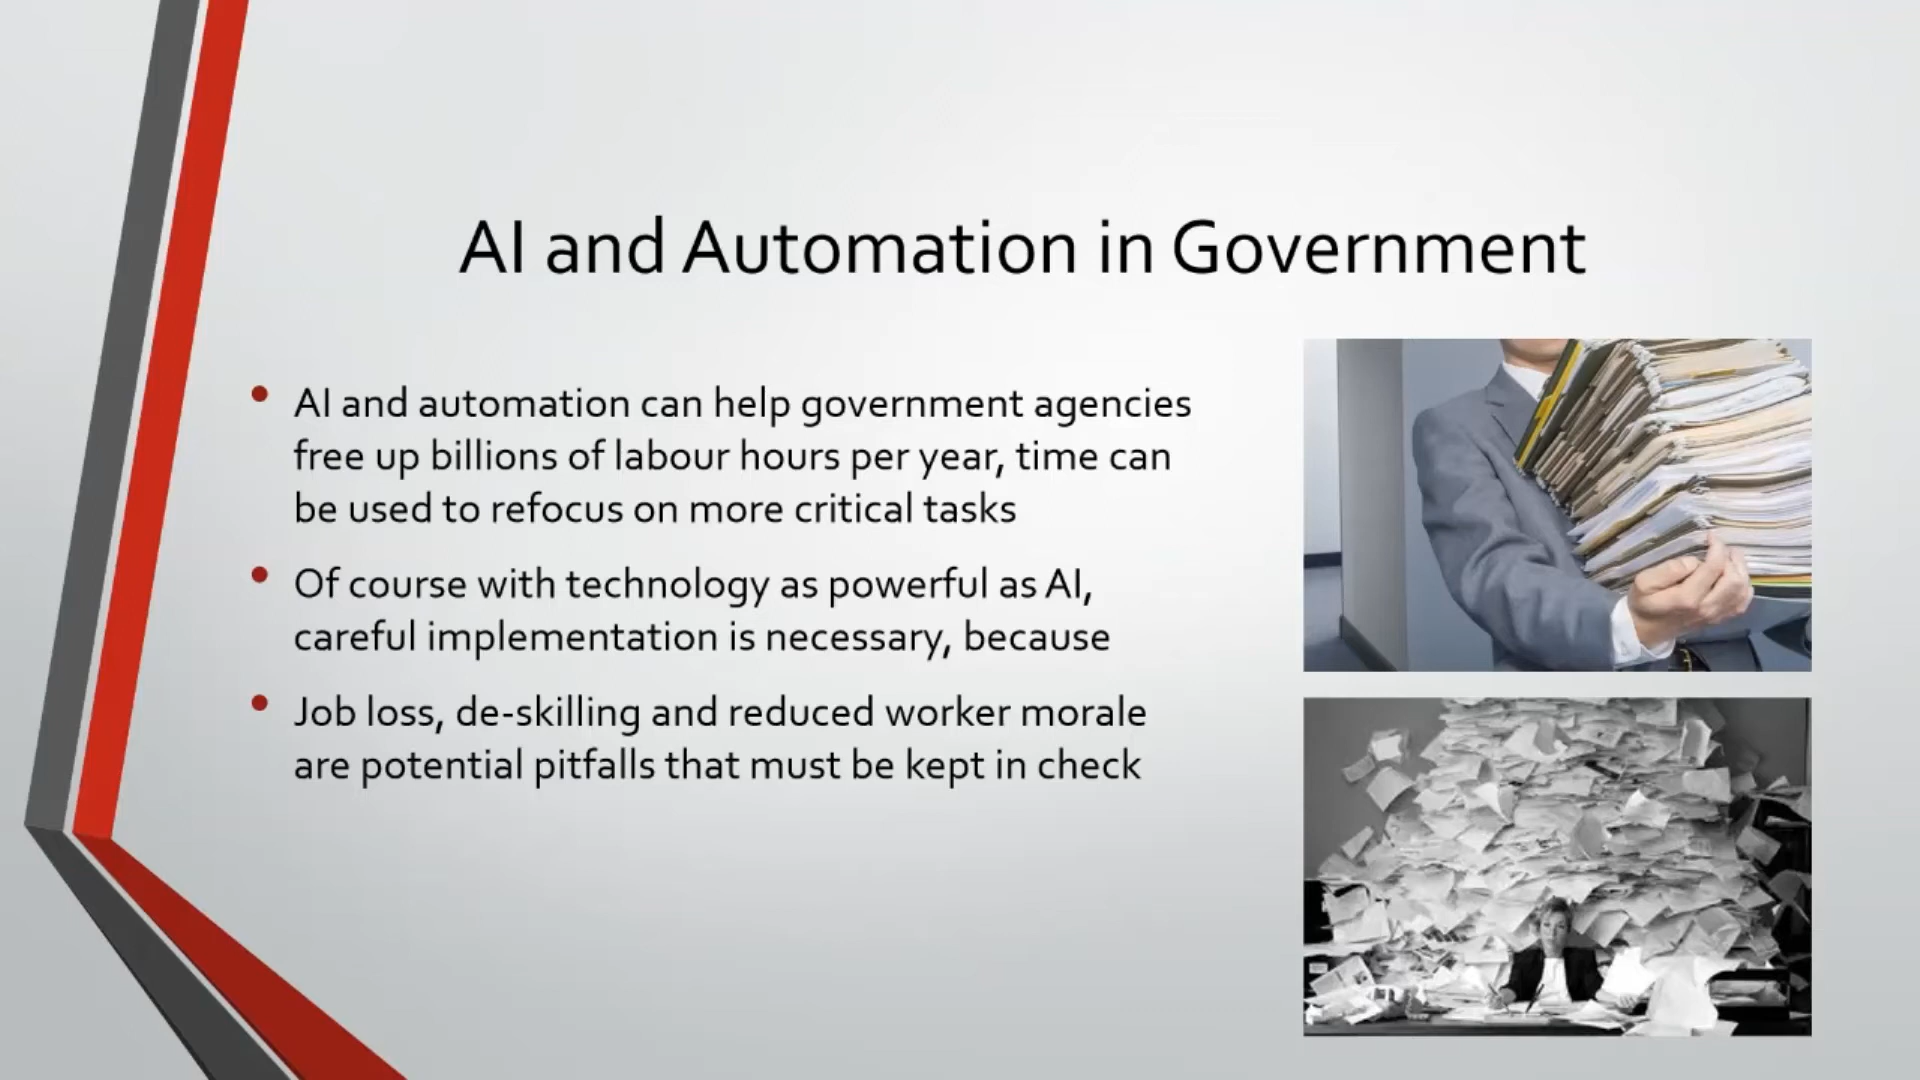 AI and Automation in Government
• AI and automation can help government agencies
free up billions of labour hours per year, time can
be used to refocus on more critical tasks
• Of course with technology as powerful as AI,
careful implementation is necessary, because
• Job loss, de-skilling and reduced worker morale
are potential pitfalls that must be kept in check